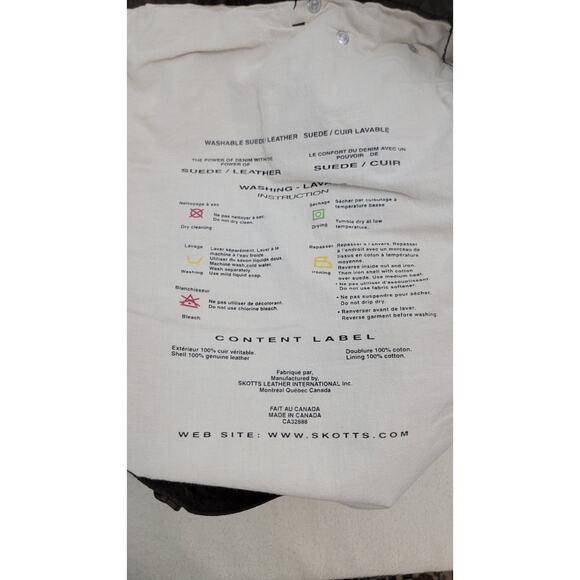 WASHABLE SUEDE/LEATHER SUEDE / CUIR LAVABLE
THE POWER OF DENIM WITH
POWER OF
SUEDE / LEATHER
LE CONFORT DU DENIM AVEC UN
POUVOIR DE
SUEDE / CUIR
WASHING - LAVA
INSTRUCTION
Nettoyage à sec
Ne pas nettoyer à sec.
Do not dry clean.
Dry cleaning
Sechage
Sécher par culbutage à
température basse
Tumble dry at low
temperature.
Drying
Lavage
Laver séparément. Laver à la
machine à l'eau froide
Utiliser du savon liquide doux.
Machine wash, cold water.
Wash separately
Use mild liquid soap.
Washing
Repasser
Repasser à l'envers. Repasser
à l'endroit avec un morceau de
tissus en coton à température
moyenne.
Reverse inside out and iron.
Then iron shell with cotton
over suede. Use medium heat.
Ironing
* Ne pas utiliser d'assouplissant.
Do not use fabric softener.
• Ne pas suspendre pour sécher.
Do not drip dry.
• Renverser avant de laver.
Reverse garment before washing.
Blanchisseur
Ne pas utiliser de décolorant.
Do not use chlorine bleach.
Bleach
CONTENT LABEL
Extérieur 100% cuir véritable.
Shell 100% genuine leather
Doublure 100% coton.
Lining 100% cotton.
Fabriqué par,
Manufactured by,
SKOTTS LEATHER INTERNATIONAL Inc.
Montréal Québec Canada
FAIT AU CANADA
MADE IN CANADA
CA32888
WEB SITE: WWW.SKOTTS.COM